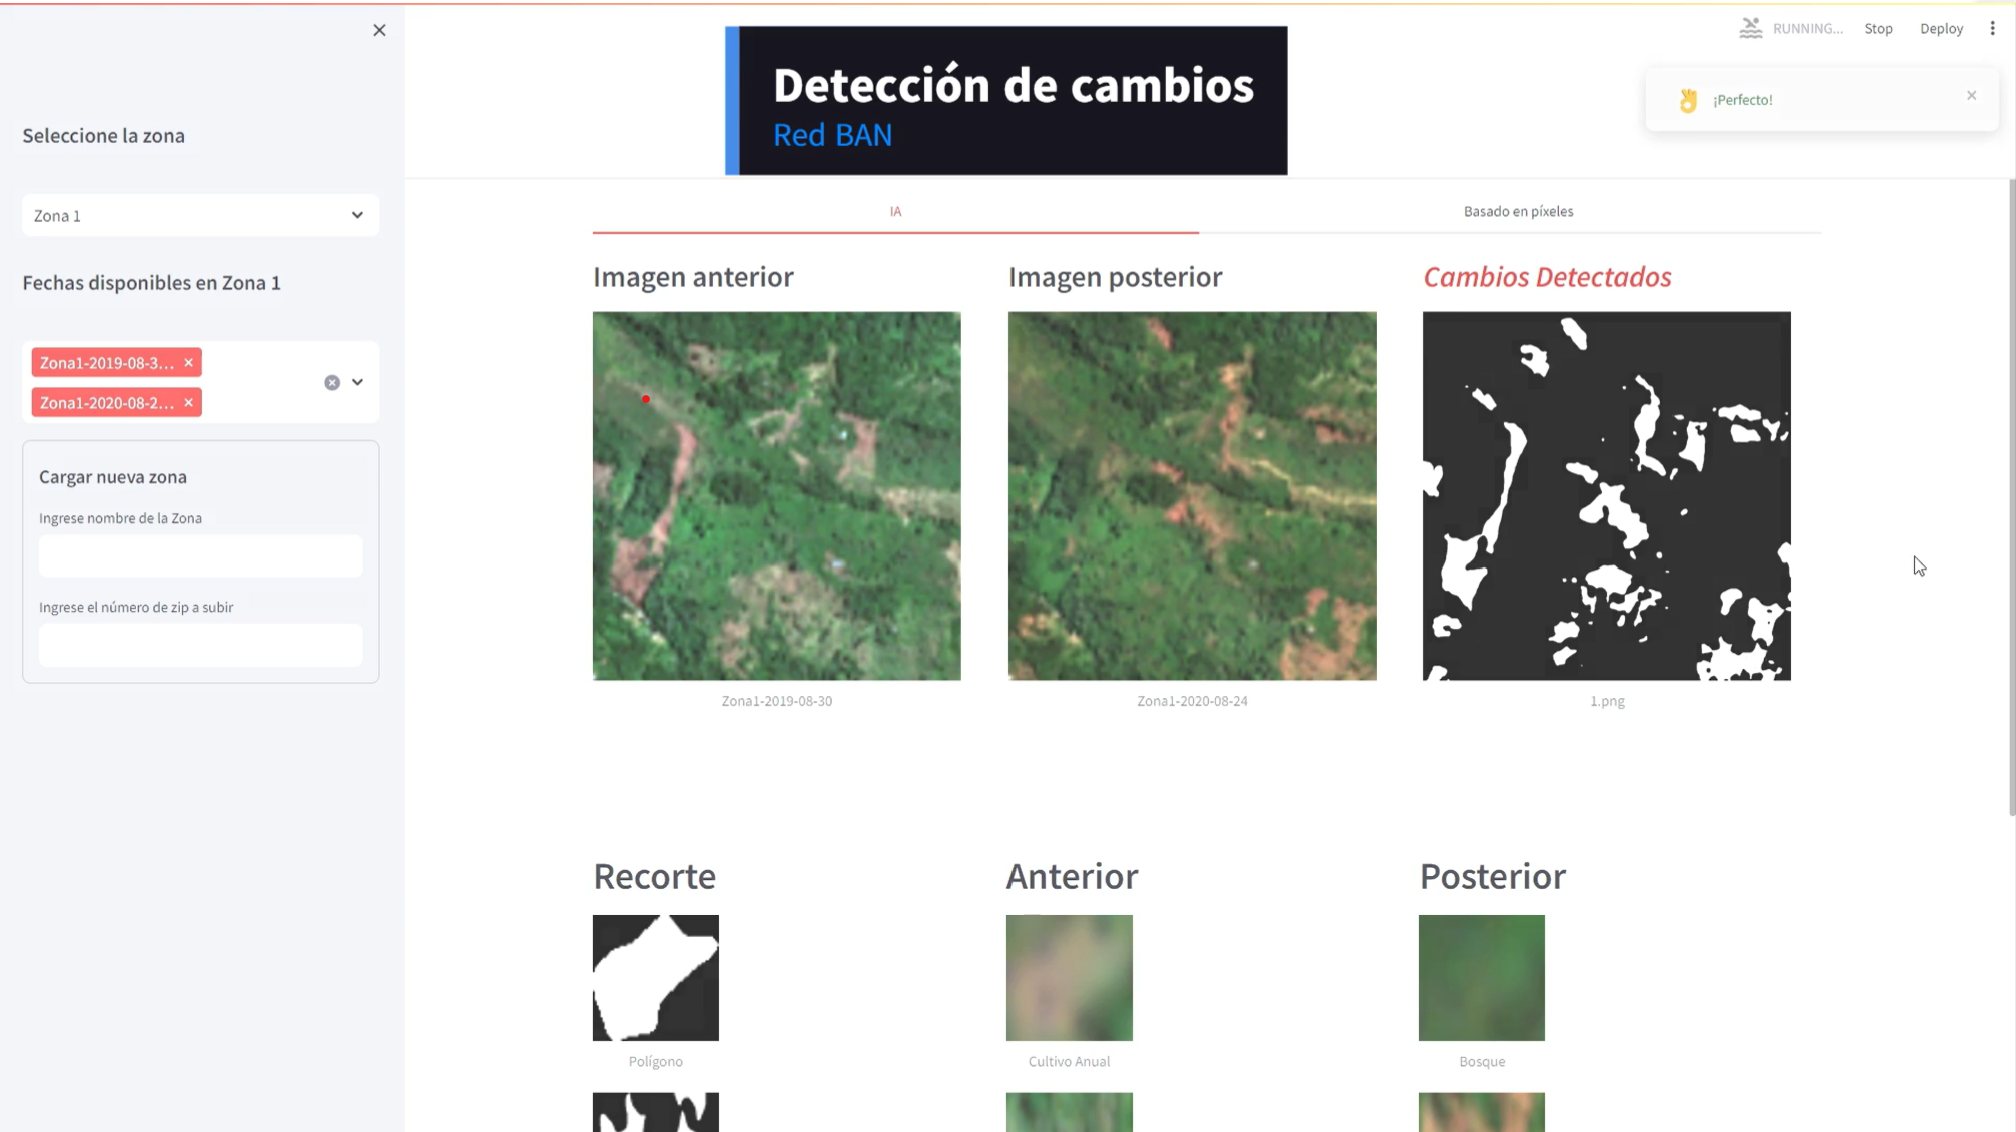 RUNNING...
Stop
Deploy
¡Perfecto!
Detección de cambios
Red BAN
Seleccione la zona
Zona 1
Fechas disponibles en Zona 1
Zona1-2019-08-3...
Zona1-2020-08-2...
Cargar nueva zona
Ingrese nombre de la Zona
Ingrese el número de zip a subir
IA
Basado en píxeles
Imagen anterior
Imagen posterior
Cambios Detectados
Zona1-2019-08-30
Zona1-2020-08-24
1.png
Recorte
Anterior
Posterior
Polígono
Cultivo Anual
Bosque